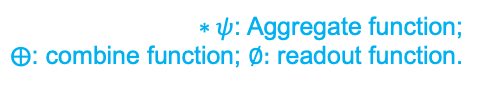 * ψ: Aggregate function;
⊕: combine function; ∅: readout function.